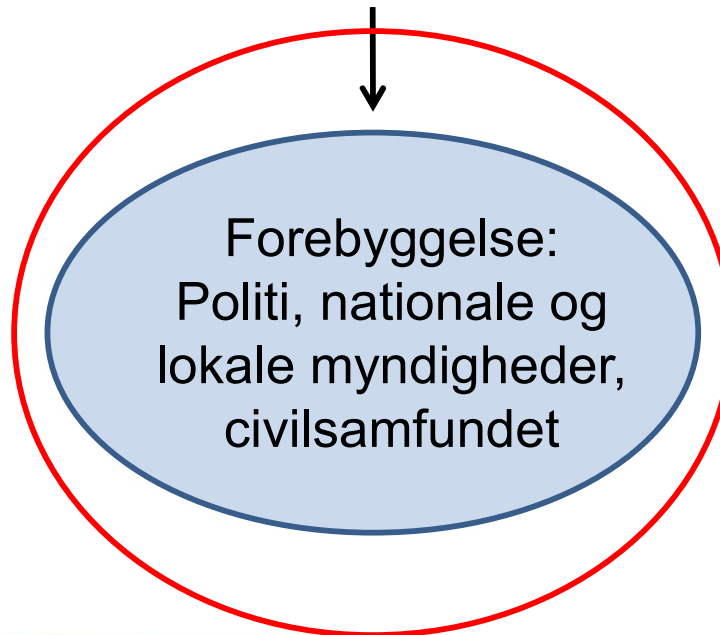 Forebyggelse:
Politi, nationale og
lokale myndigheder,
civilsamfundet